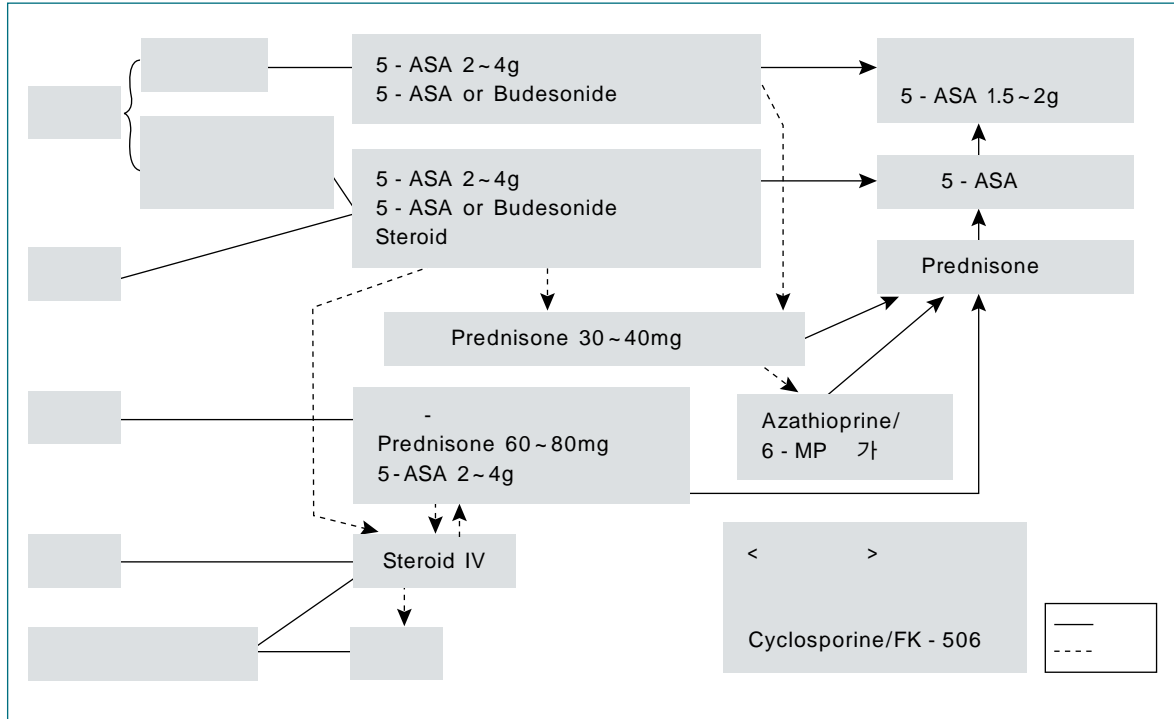 5 - ASA 2~4g
5 - ASA or Budesonide
5 - ASA 1.5~2g
5 - ASA 2~4g
5 - ASA or Budesonide
Steroid
5 - ASA
Prednisone
Prednisone 30~40mg
Azathioprine/
6 - MP 가
-
Prednisone 60~80mg
5-ASA 2~4g
Steroid IV
< >
Cyclosporine/FK - 506